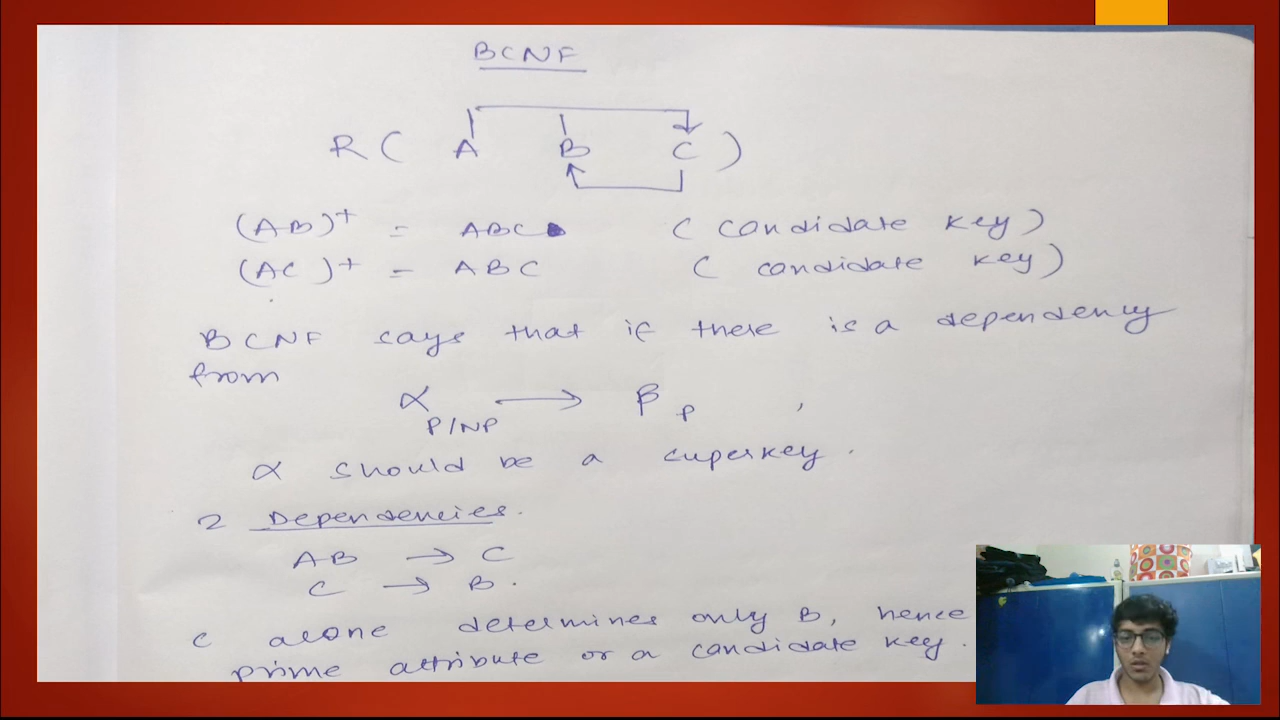 BCNF
R ( A B C )
(AB)+ = ABC ( candidate key )
(AC)+ = ABC ( candidate key )
BCNF says that if there is a dependency
from
α P/NP → β P ,
α should be a superkey .
2 Dependencies .
AB → C
C → B .
C alone determines only B, hence
prime attribute or a candidate key .